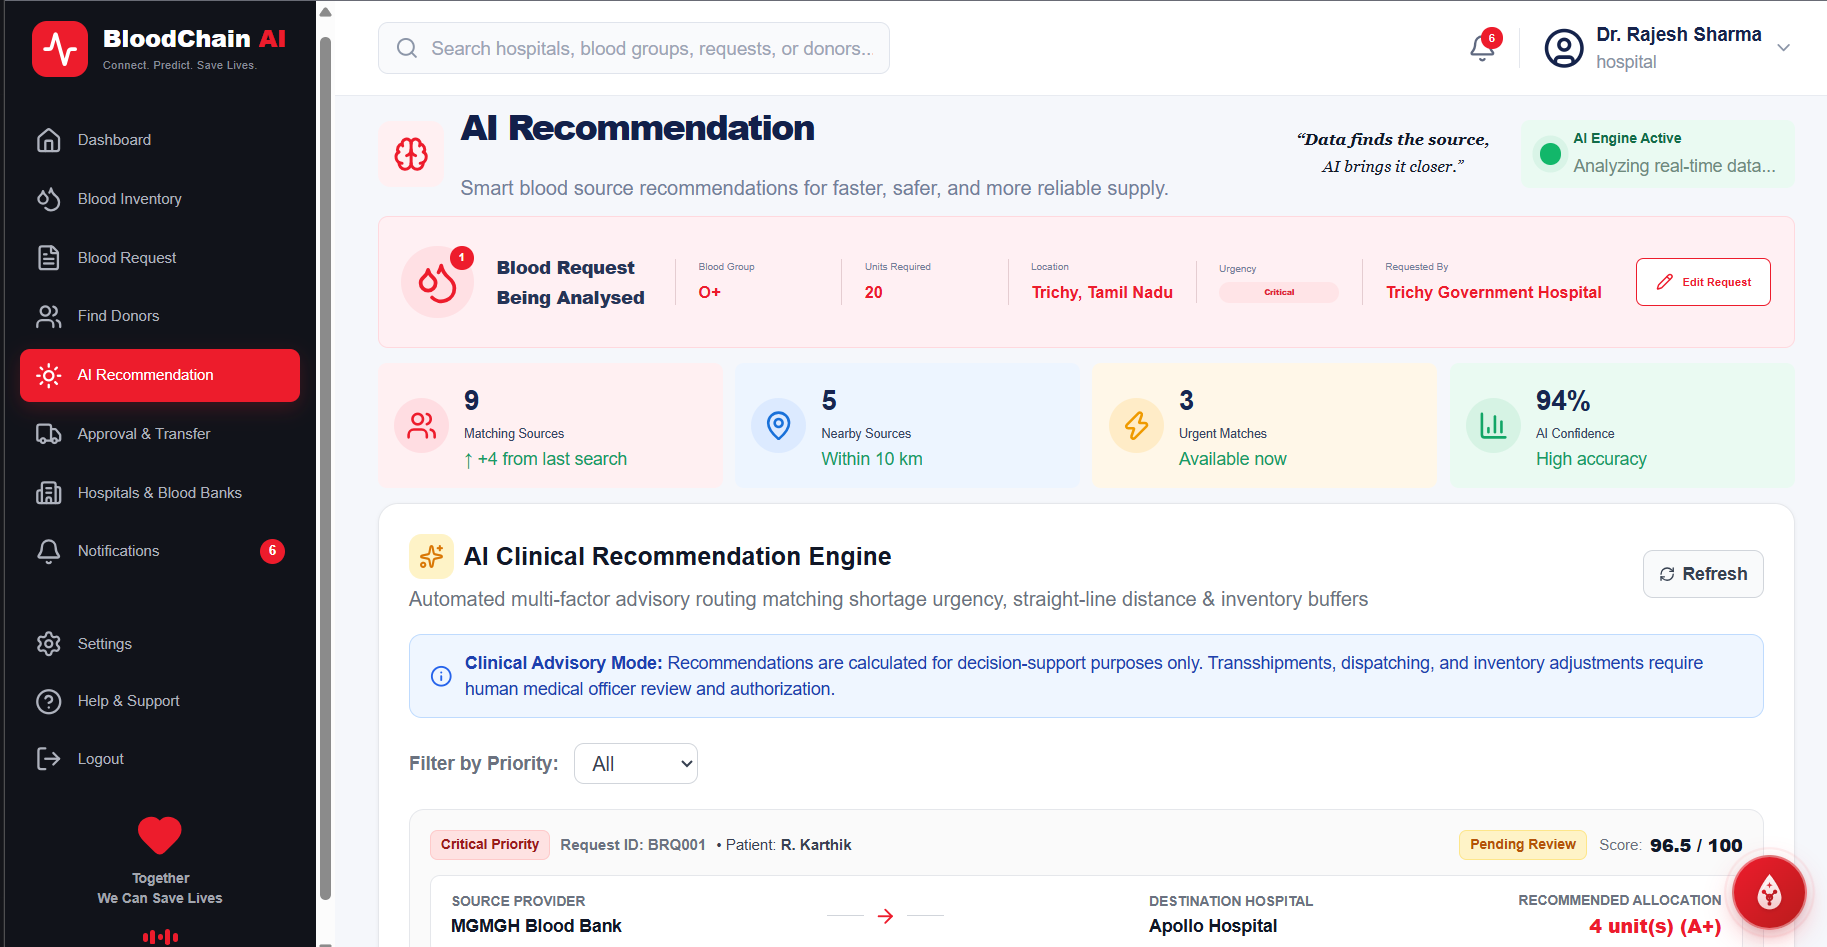 BloodChain AI
Connect. Predict. Save Lives.
Dashboard
Blood Inventory
Blood Request
Find Donors
AI Recommendation
Approval & Transfer
Hospitals & Blood Banks
Notifications
6
Settings
Help & Support
Logout
Together
We Can Save Lives
Search hospitals, blood groups, requests, or donors...
6
Dr. Rajesh Sharma
hospital
AI Recommendation
Smart blood source recommendations for faster, safer, and more reliable supply.
“Data finds the source,
AI brings it closer.”
AI Engine Active
Analyzing real-time data...
1
Blood Request
Being Analysed
Blood Group
O+
Units Required
20
Location
Trichy, Tamil Nadu
Urgency
Critical
Requested By
Trichy Government Hospital
Edit Request
9
Matching Sources
↑ +4 from last search
5
Nearby Sources
Within 10 km
3
Urgent Matches
Available now
94%
AI Confidence
High accuracy
AI Clinical Recommendation Engine
Automated multi-factor advisory routing matching shortage urgency, straight-line distance & inventory buffers
Refresh
Clinical Advisory Mode: Recommendations are calculated for decision-support purposes only. Transshipments, dispatching, and inventory adjustments require
human medical officer review and authorization.
Filter by Priority:
All
Critical Priority
Request ID: BRQ001 • Patient: R. Karthik
Pending Review
Score: 96.5 / 100
SOURCE PROVIDER
MGMGH Blood Bank
DESTINATION HOSPITAL
Apollo Hospital
RECOMMENDED ALLOCATION
4 unit(s) (A+)